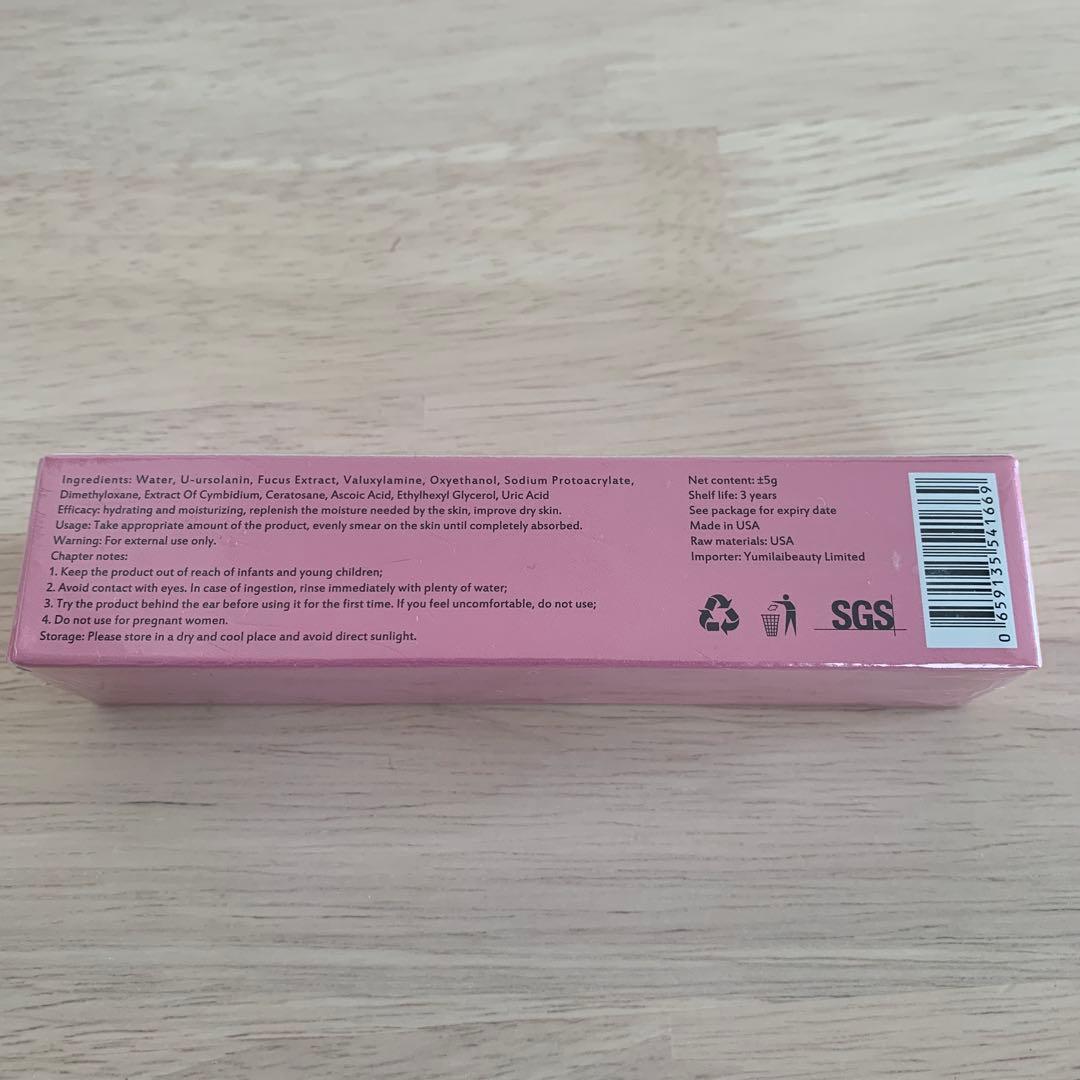 Ingredients: Water, U-ursolanin, Fucus Extract, Valuxylamine, Oxyethanol, Sodium Protoacrylate,
Dimethyloxane, Extract Of Cymbidium, Ceratosane, Ascoic Acid, Ethylhexyl Glycerol, Uric Acid
Efficacy: hydrating and moisturizing, replenish the moisture needed by the skin, improve dry skin.
Usage: Take appropriate amount of the product, evenly smear on the skin until completely absorbed.
Warning: For external use only.
Chapter notes:
1. Keep the product out of reach of infants and young children;
2. Avoid contact with eyes. In case of ingestion, rinse immediately with plenty of water;
3. Try the product behind the ear before using it for the first time. If you feel uncomfortable, do not use;
4. Do not use for pregnant women.
Storage: Please store in a dry and cool place and avoid direct sunlight.
Net content: ±5g
Shelf life: 3 years
See package for expiry date
Made in USA
Raw materials: USA
Importer: Yumilaibeauty Limited
SGS
0 659135 541669